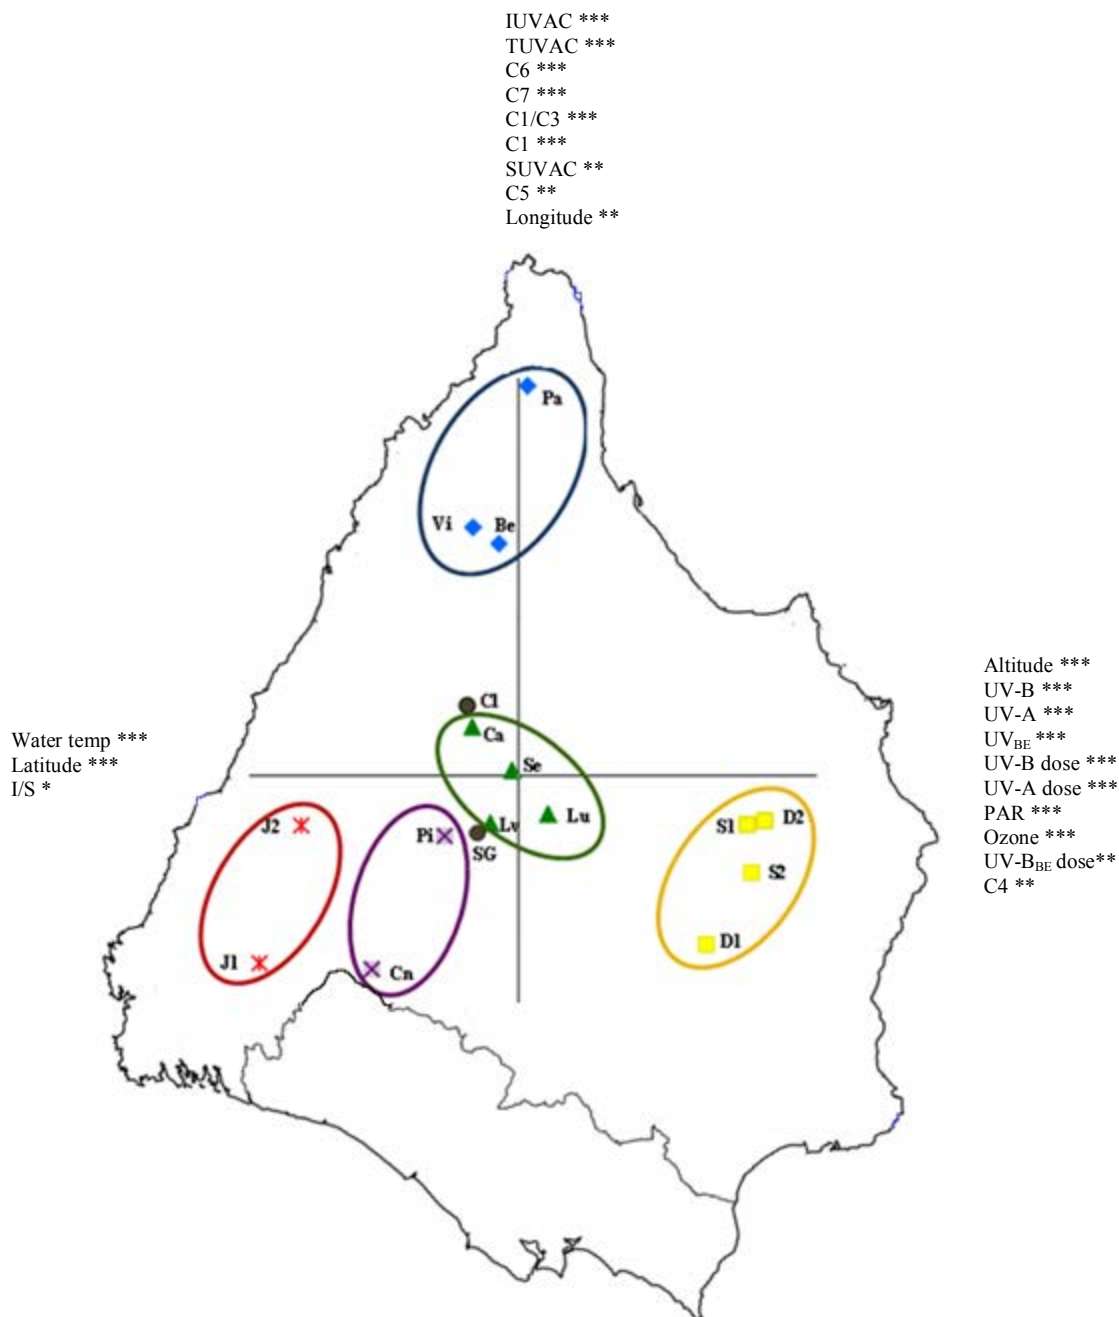 IUVAC ***
TUVAC ***
C6 ***
C7 ***
C1/C3 ***
C1 ***
SUVAC **
C5 **
Longitude **
Pa
Vi
Be
Cl
Ca
Se
Lu
Lv
SG
Pi
Cn
J2
J1
S1
D2
S2
D1
Water temp ***
Latitude ***
I/S *
Altitude ***
UV-B ***
UV-A ***
UVBE ***
UV-B dose ***
UV-A dose ***
PAR ***
Ozone ***
UV-BBE dose**
C4 **